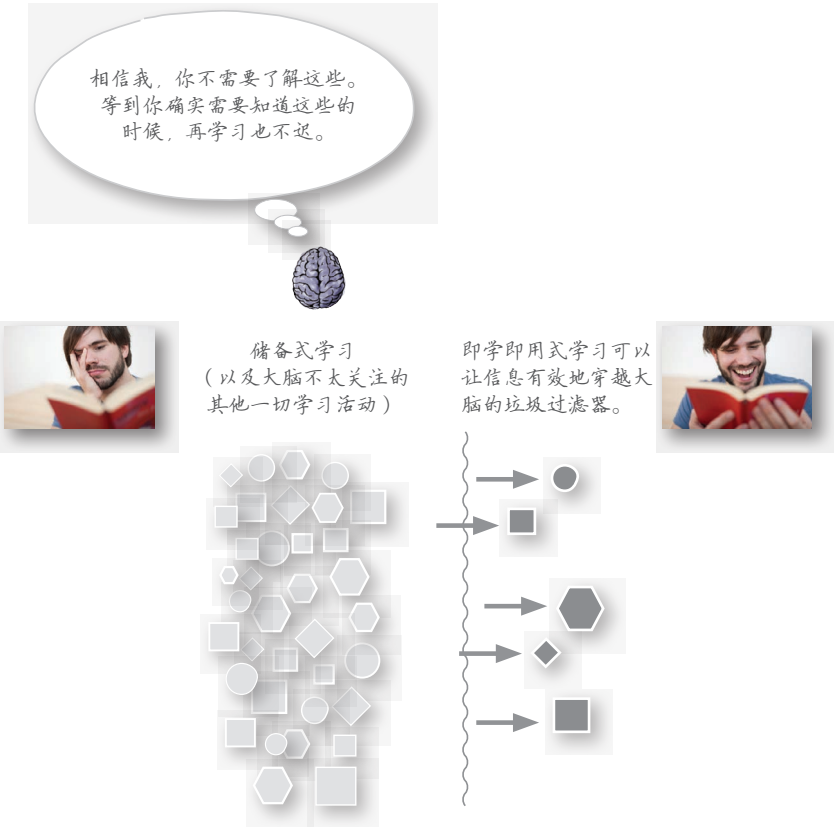 相信我，你不需要了解这些。
等到你确实需要知道这些的
时候，再学习也不迟。
储备式学习
（以及大脑不太关注的
其他一切学习活动）
即学即用式学习可以
让信息有效地穿越大
脑的垃圾过滤器。